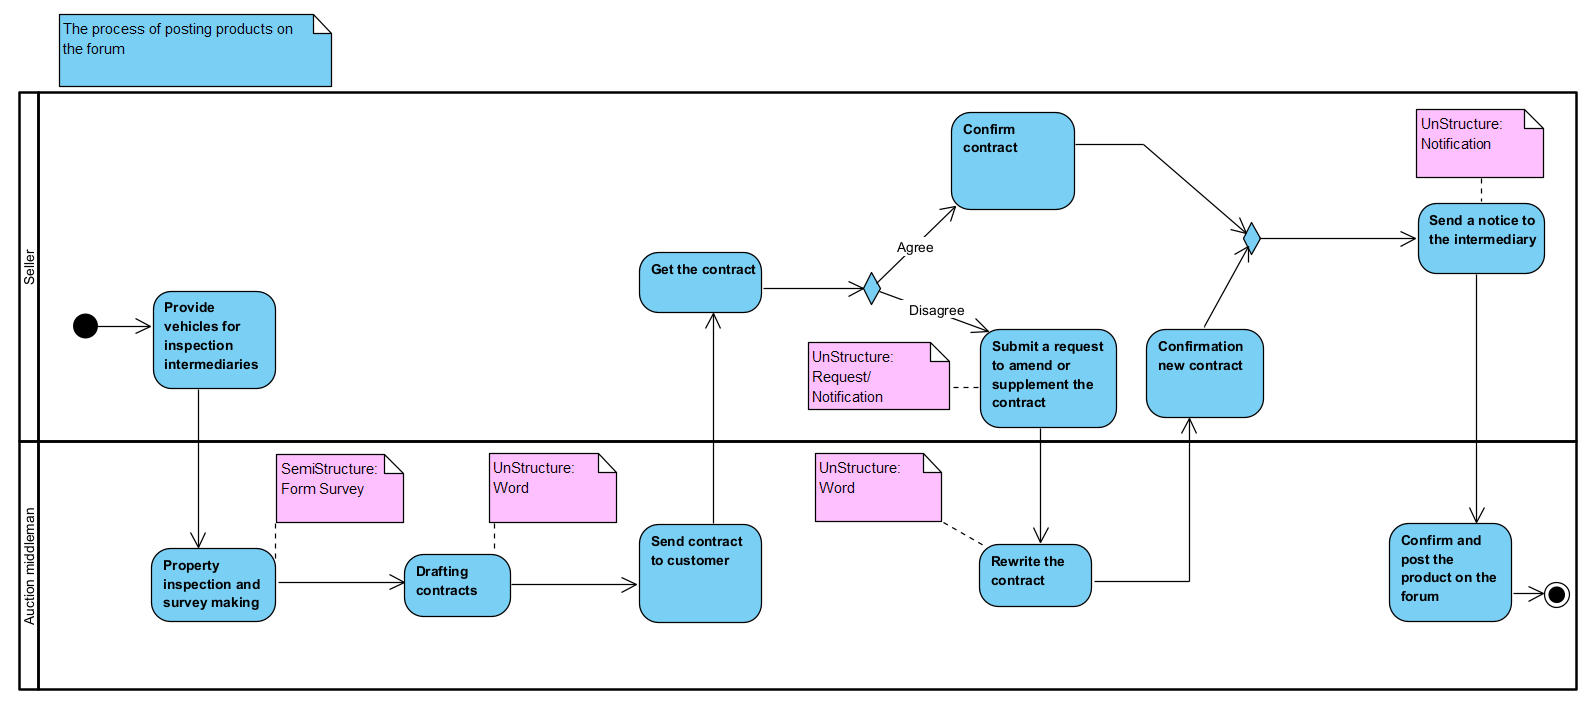 The process of posting products on
the forum
Seller
Provide
vehicles for
inspection
intermediaries
Get the contract
Agree
Disagree
Confirm
contract
UnStructure:
Request/
Notification
Submit a request
to amend or
supplement the
contract
Confirmation
new contract
UnStructure:
Notification
Send a notice to
the intermediary
Auction middleman
SemiStructure:
Form Survey
Property
inspection and
survey making
UnStructure:
Word
Drafting
contracts
Send contract
to customer
UnStructure:
Word
Rewrite the
contract
Confirm and
post the
product on the
forum